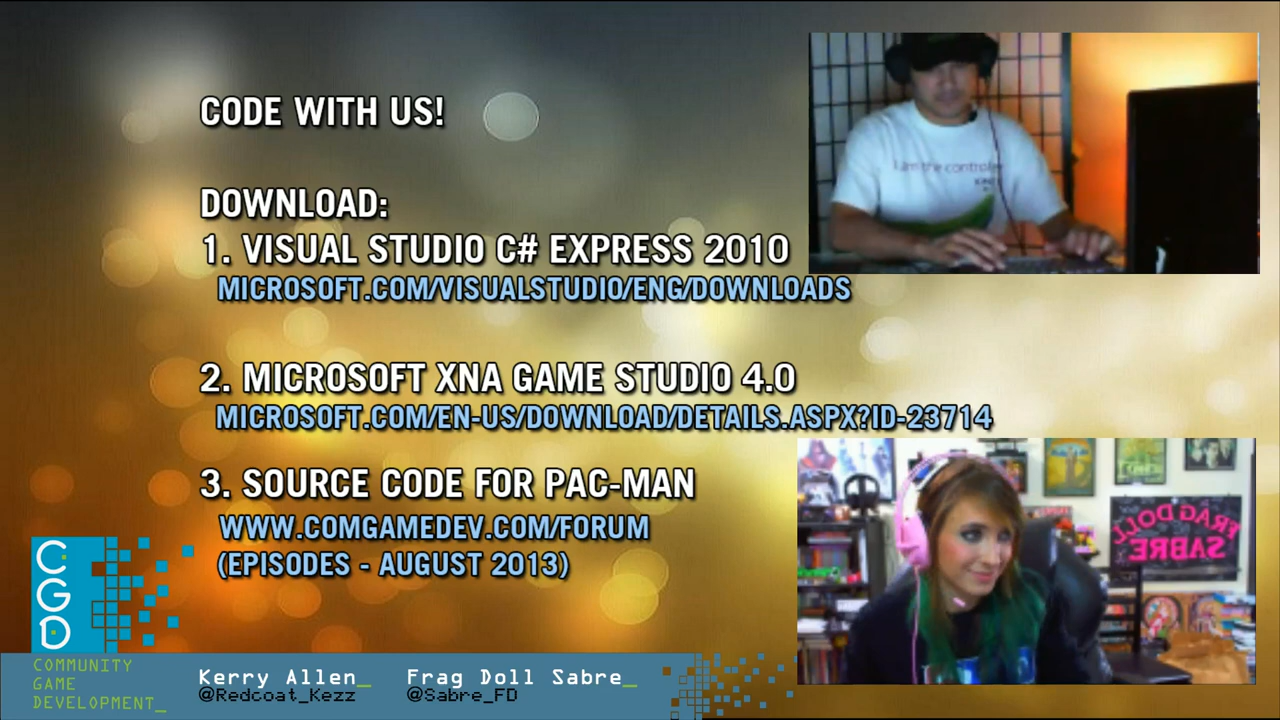 CODE WITH US!
DOWNLOAD:
1. VISUAL STUDIO C# EXPRESS 2010
MICROSOFT.COM/VISUALSTUDIO/ENG/DOWNLOADS
2. MICROSOFT XNA GAME STUDIO 4.0
MICROSOFT.COM/EN-US/DOWNLOAD/DETAILS.ASPX?ID-23714
3. SOURCE CODE FOR PAC-MAN
WWW.COMGAMEDEV.COM/FORUM
(EPISODES - AUGUST 2013)
I am the controller
FRAG DOLL
SABRE
CGD
COMMUNITY
GAME
DEVELOPMENT_
Kerry Allen_
@Redcoat_Kezz
Frag Doll Sabre_
@Sabre_FD